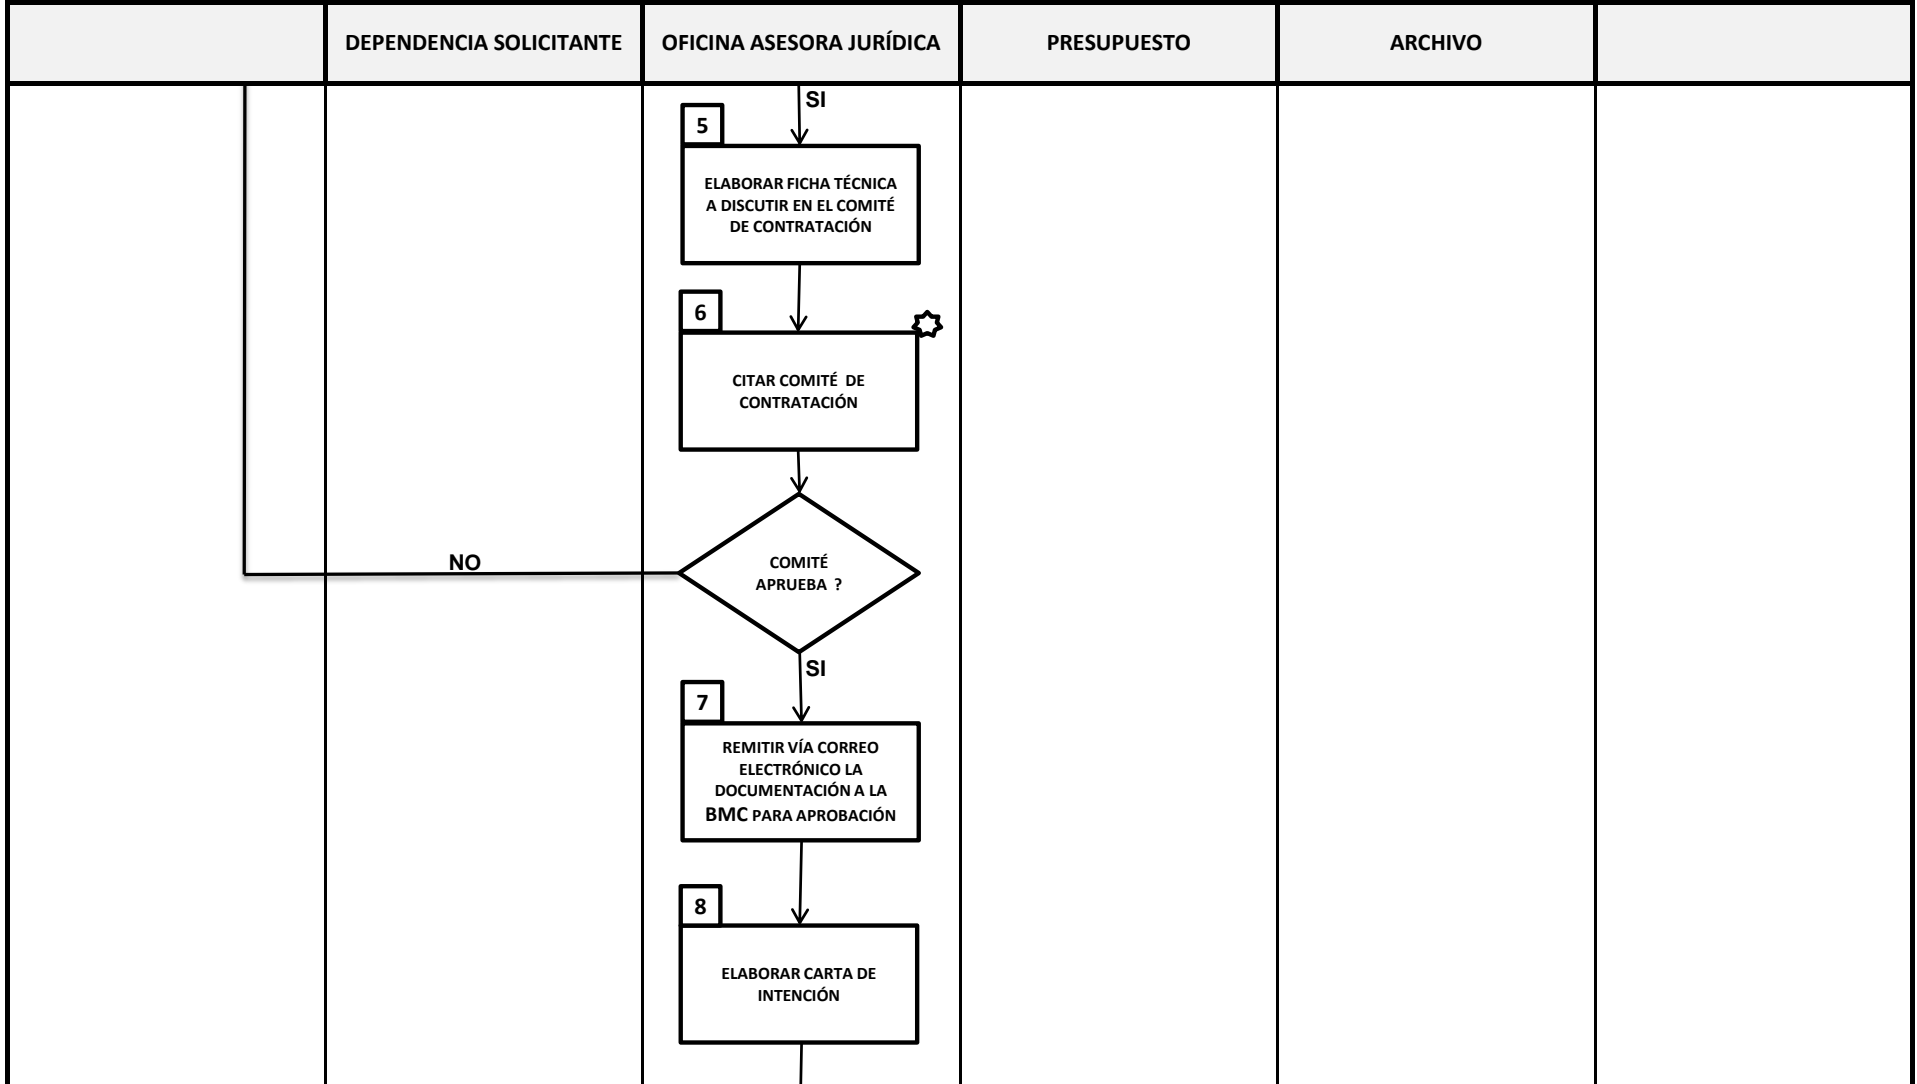 DEPENDENCIA SOLICITANTE
OFICINA ASESORA JURÍDICA
PRESUPUESTO
ARCHIVO
SI
5
ELABORAR FICHA TÉCNICA
A DISCUTIR EN EL COMITÉ
DE CONTRATACIÓN
6
CITAR COMITÉ DE
CONTRATACIÓN
NO
COMITÉ
APRUEBA ?
SI
7
REMITIR VÍA CORREO
ELECTRÓNICO LA
DOCUMENTACIÓN A LA
BMC PARA APROBACIÓN
8
ELABORAR CARTA DE
INTENCIÓN